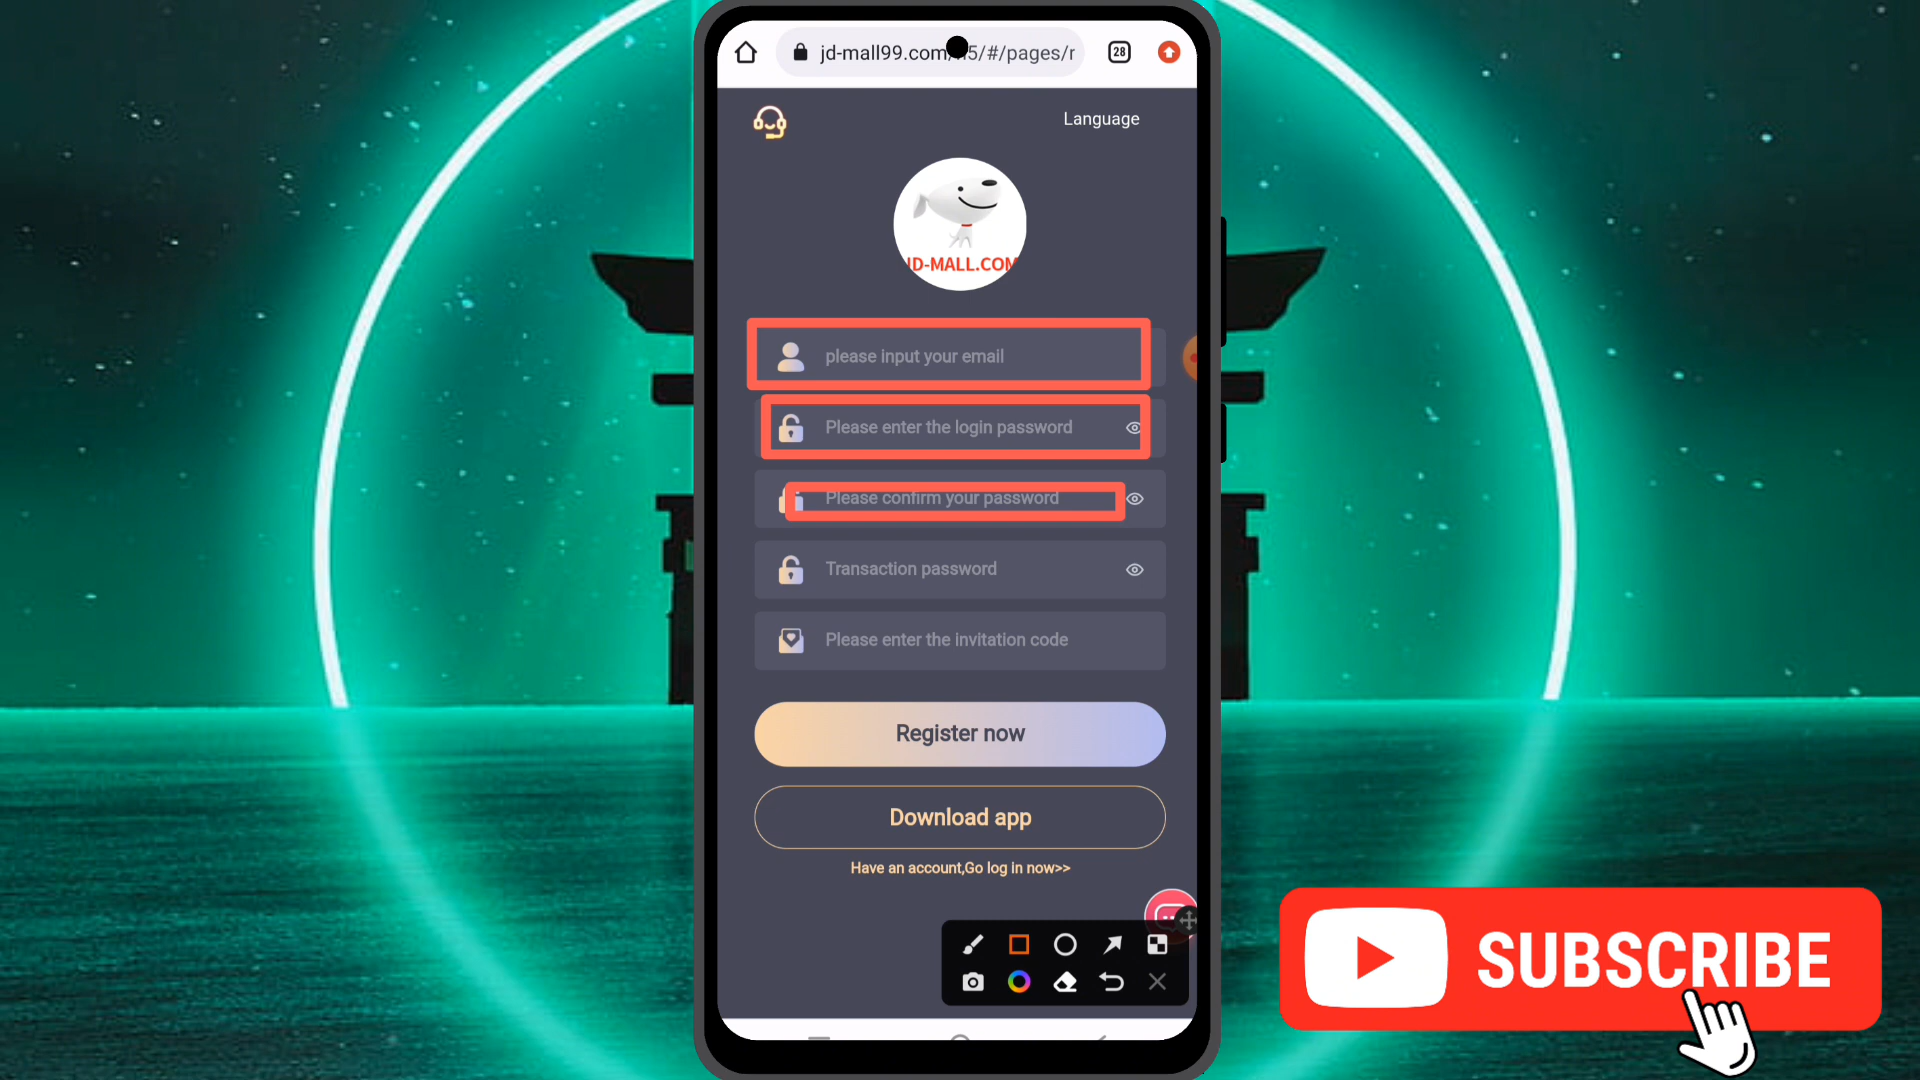 jd-mall99.com/h5/#/pages/r
28
Language
JD-MALL.COM
please input your email
Please enter the login password
Please confirm your password
Transaction password
Please enter the invitation code
Register now
Download app
Have an account,Go log in now>>
SUBSCRIBE